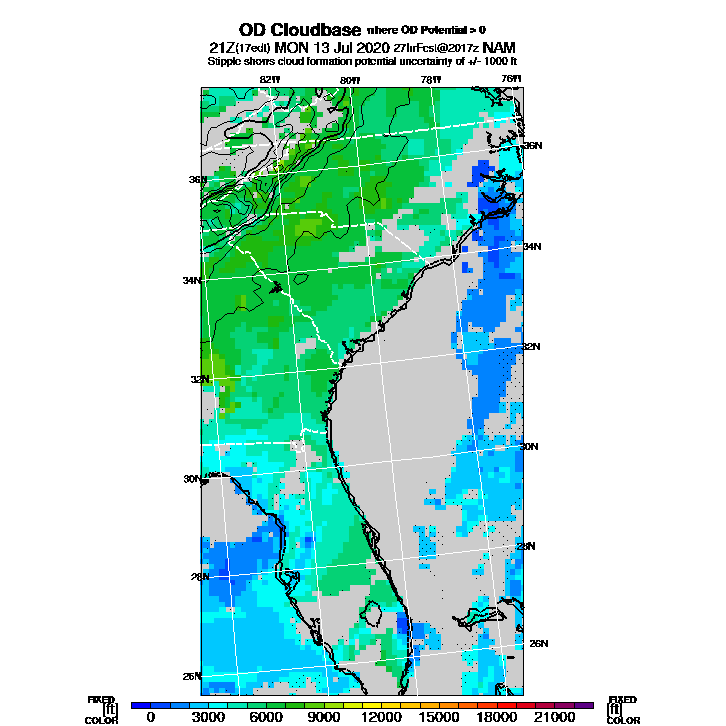 OD Cloudbase where OD Potential > 0
21Z(17edt) MON 13 Jul 2020 27hrFcst@2017z NAM
Stipple shows cloud formation potential uncertainty of +/- 1000 ft
82W 80W 78W 76W
36N 36N
34N 34N
32N 32N
30N 30N
28N 28N
26N 26N
FIXED FIXED
[ft] 0 3000 6000 9000 12000 15000 18000 21000 [ft]
COLOR COLOR